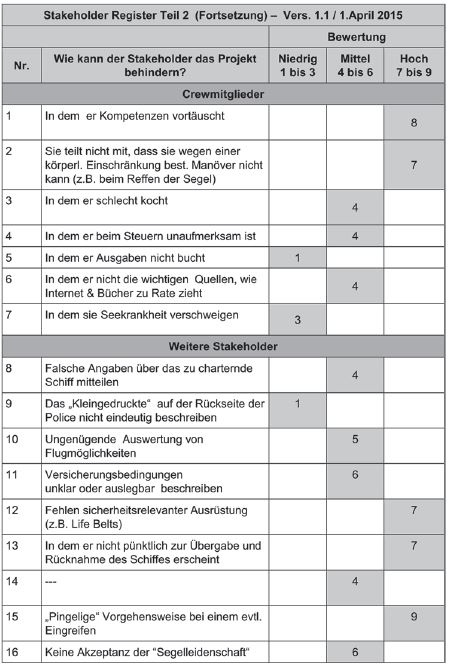 Stakeholder Register Teil 2 (Fortsetzung) – Vers. 1.1 / 1.April 2015
Bewertung
Nr.
Wie kann der Stakeholder das Projekt
behindern?
Niedrig
1 bis 3
Mittel
4 bis 6
Hoch
7 bis 9
Crewmitglieder
1
In dem er Kompetenzen vortäuscht
8
2
Sie teilt nicht mit, dass sie wegen einer
körperl. Einschränkung best. Manöver nicht
kann (z.B. beim Reffen der Segel)
7
3
In dem er schlecht kocht
4
4
In dem er beim Steuern unaufmerksam ist
4
5
In dem er Ausgaben nicht bucht
1
6
In dem er nicht die wichtigen Quellen, wie
Internet & Bücher zu Rate zieht
4
7
In dem sie Seekrankheit verschweigen
3
Weitere Stakeholder
8
Falsche Angaben über das zu charternde
Schiff mitteilen
4
9
Das „Kleingedruckte“ auf der Rückseite der
Police nicht eindeutig beschreiben
1
10
Ungenügende Auswertung von
Flugmöglichkeiten
5
11
Versicherungsbedingungen
unklar oder auslegbar beschreiben
6
12
Fehlen sicherheitsrelevanter Ausrüstung
(z.B. Life Belts)
7
13
In dem er nicht pünktlich zur Übergabe und
Rücknahme des Schiffes erscheint
7
14
---
4
15
„Pingelige“ Vorgehensweise bei einem evtl.
Eingreifen
9
16
Keine Akzeptanz der “Segelleidenschaft“
6